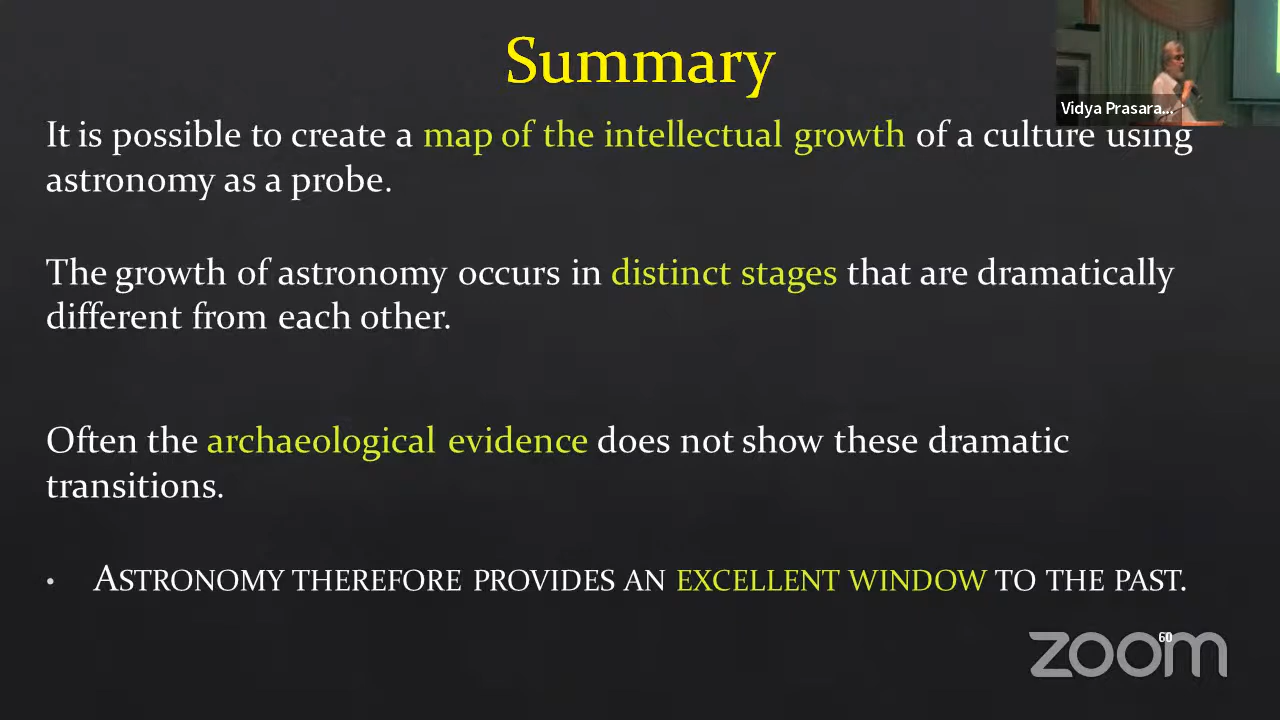 Summary
Vidya Prasara...
It is possible to create a map of the intellectual growth of a culture using
astronomy as a probe.
The growth of astronomy occurs in distinct stages that are dramatically
different from each other.
Often the archaeological evidence does not show these dramatic
transitions.
• ASTRONOMY THEREFORE PROVIDES AN EXCELLENT WINDOW TO THE PAST.
60
zoom